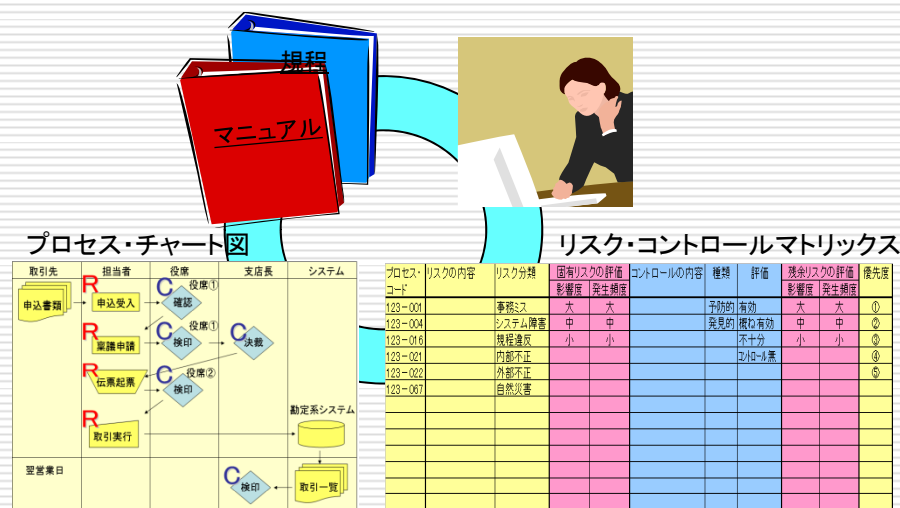 規程
マニュアル
プロセス・チャート図
リスク・コントロールマトリックス
取引先 担当者 役席 支店長 システム
申込書類 R 申込受入 C 役席① 確認
R 稟議申請 C 役席① 検印 C 決裁
R 伝票起票 C 役席② 検印
R 取引実行 勘定系システム
翌営業日 C 検印 取引一覧
プロセス・コード リスクの内容 リスク分類 固有リスクの評価 コントロールの内容 種類 評価 残余リスクの評価 優先度
影響度 発生頻度 影響度 発生頻度
123-001 事務ミス 大 大 予防的 有効 大 大 ①
123-004 システム障害 中 中 発見的 概ね有効 中 中 ②
123-016 規程違反 小 小 不十分 小 小 ③
123-021 内部不正 コントロール無 ④
123-022 外部不正 ⑤
123-067 自然災害